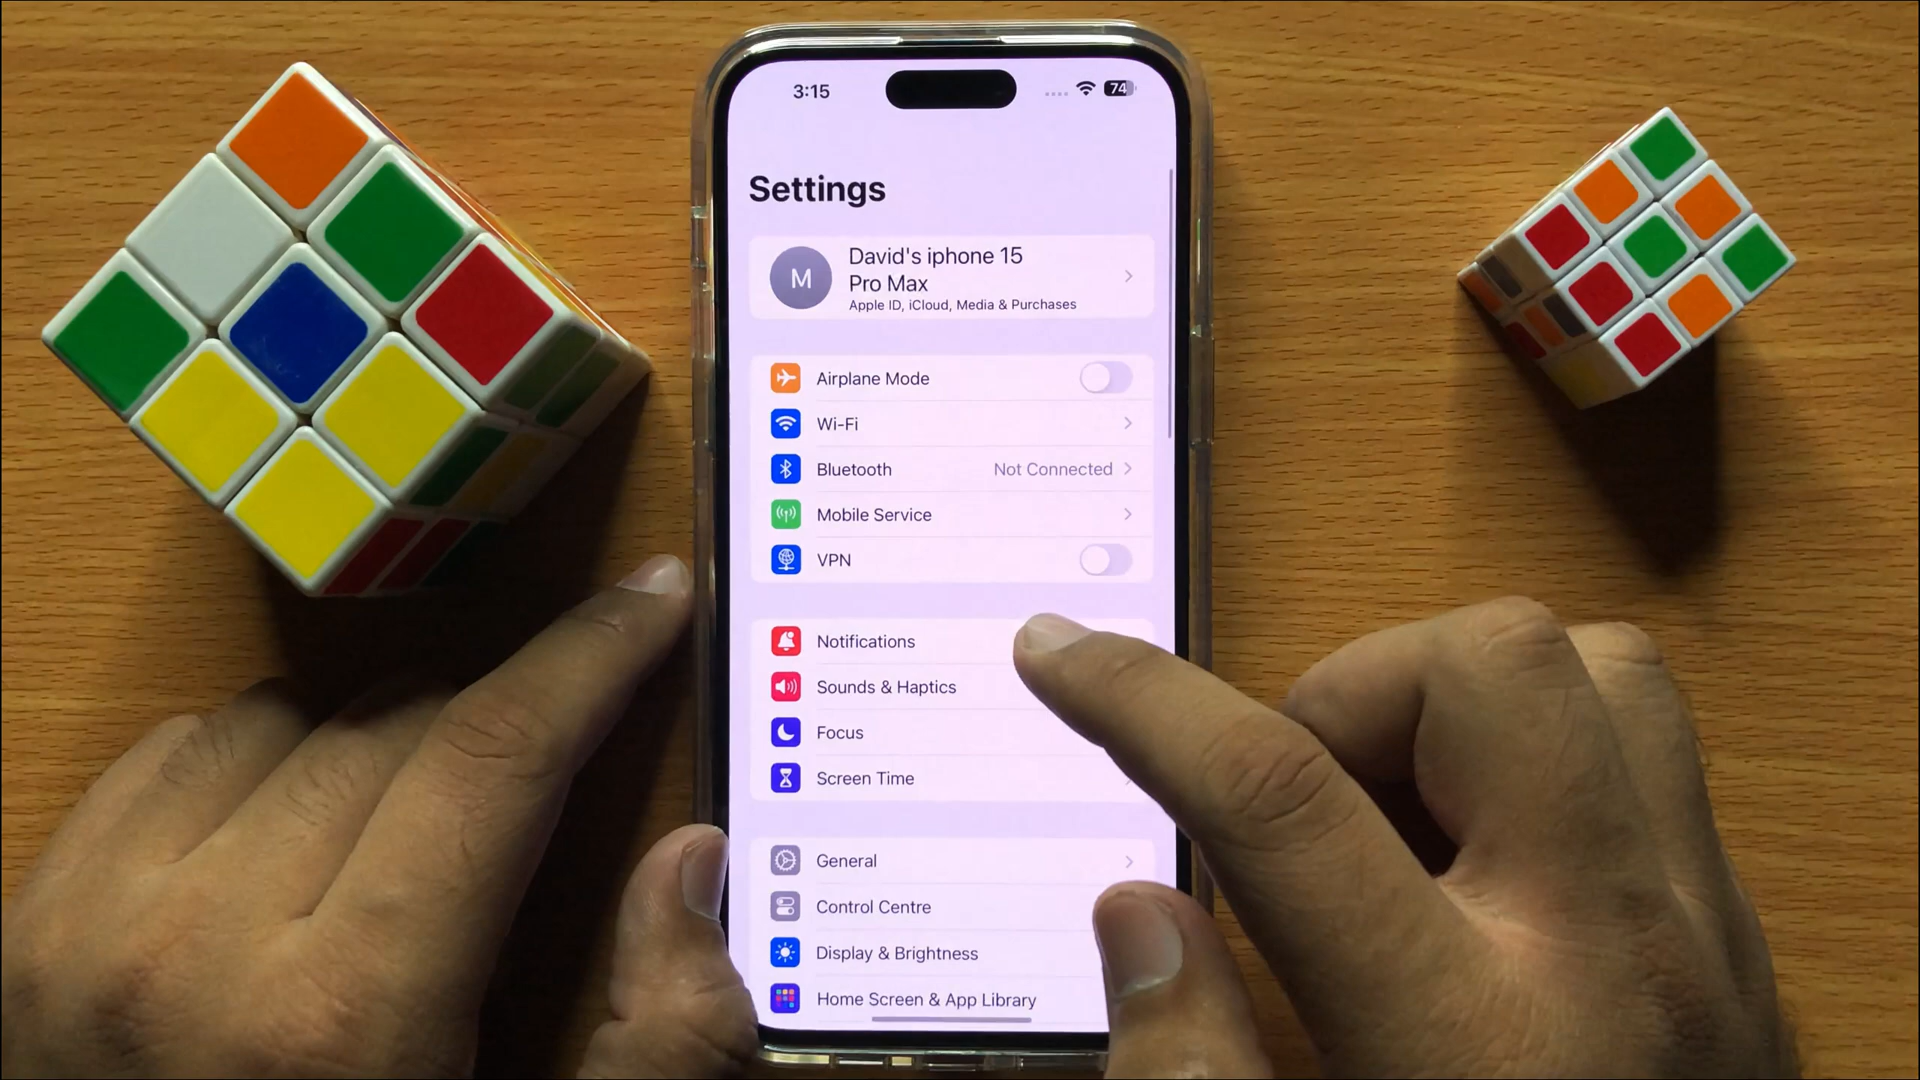 3:15
74
Settings
M
David's iphone 15
Pro Max
Apple ID, iCloud, Media & Purchases
Airplane Mode
Wi-Fi
Bluetooth Not Connected
Mobile Service
VPN
Notifications
Sounds & Haptics
Focus
Screen Time
General
Control Centre
Display & Brightness
Home Screen & App Library